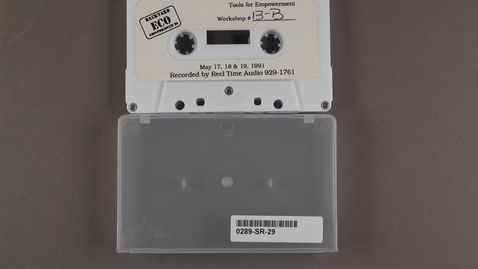 Tools for Empowerment
BACKYARD
ECO
Workshop # 13-B
May 17, 18 & 19, 1991
Recorded by Reel Time Audio 929-1761
0289-SR-29